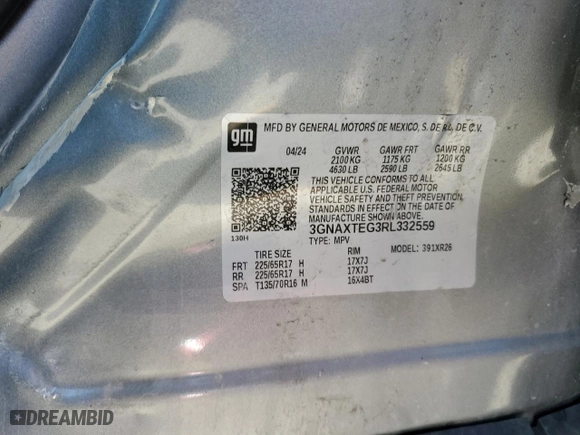 gm
MFD BY GENERAL MOTORS DE MEXICO, S. DE R.L. DE C.V.
04/24 GVWR GAWR FRT GAWR RR
2100 KG 1175 KG 1200 KG
4630 LB 2590 LB 2645 LB
THIS VEHICLE CONFORMS TO ALL
APPLICABLE U.S. FEDERAL MOTOR
VEHICLE SAFETY AND THEFT PREVENTION
STANDARDS IN EFFECT ON THE DATE OF
MANUFACTURE SHOWN ABOVE.
3GNAXTEG3RL332559
130H TYPE: MPV MODEL: 391XR26
TIRE SIZE RIM
FRT 225/65R17 H 17X7J
RR 225/65R17 H 17X7J
SPA T135/70R16 M 16X4BT
DREAMBID